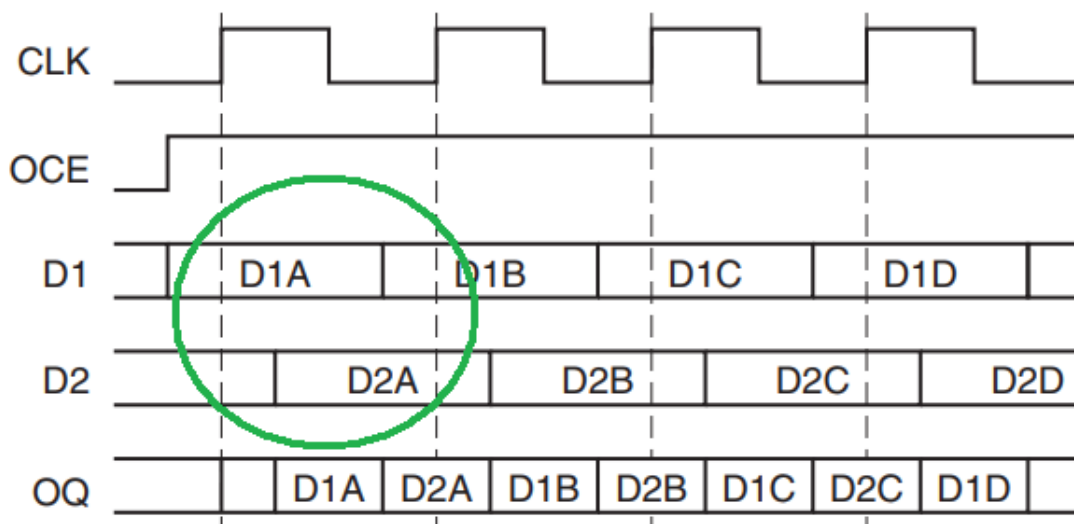 CLK
OCE
D1 D1A D1B D1C D1D
D2 D2A D2B D2C D2D
OQ D1A D2A D1B D2B D1C D2C D1D